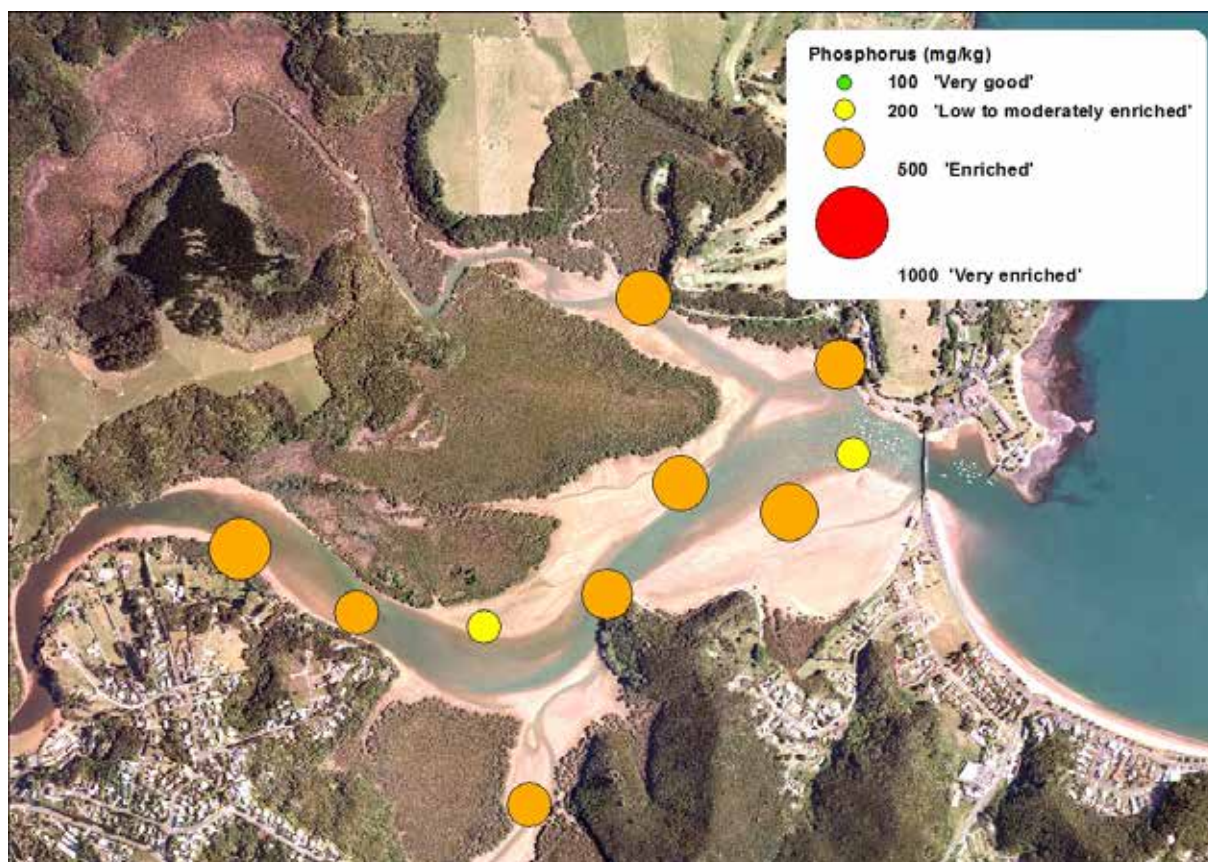 Phosphorus (mg/kg)
100 'Very good'
200 'Low to moderately enriched'
500 'Enriched'
1000 'Very enriched'